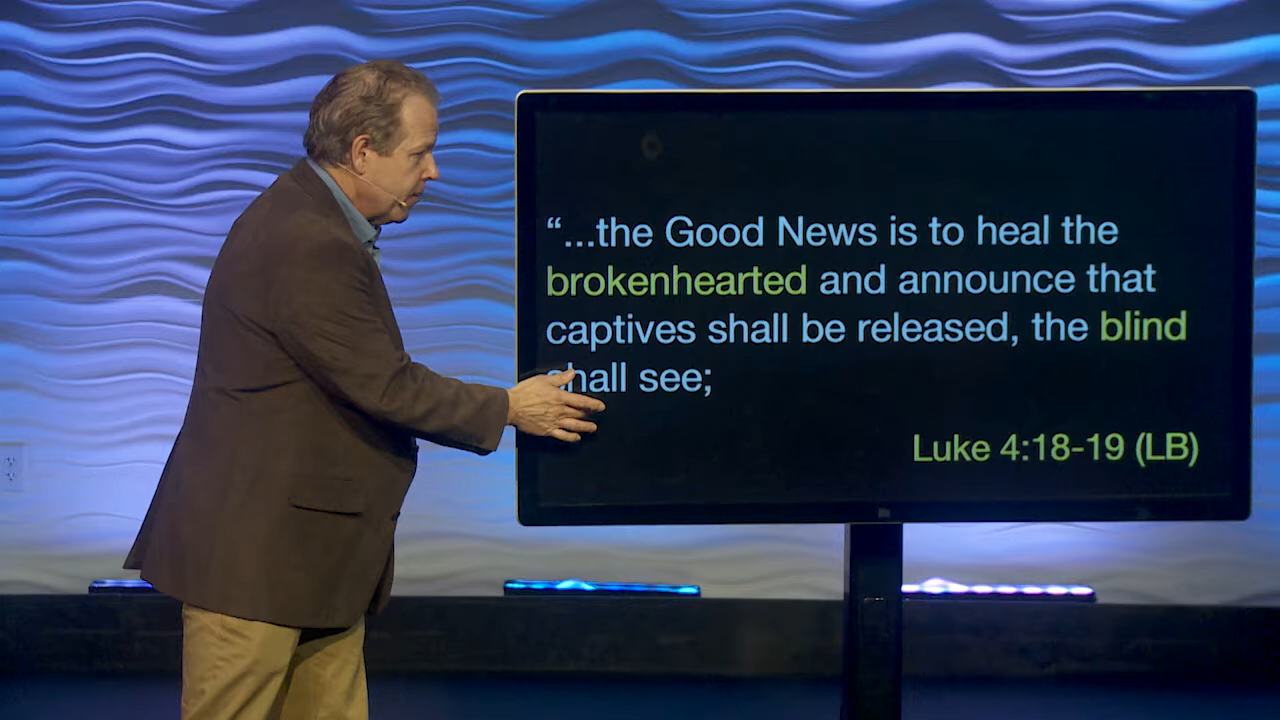 “...the Good News is to heal the
brokenhearted and announce that
captives shall be released, the blind
shall see;
Luke 4:18-19 (LB)